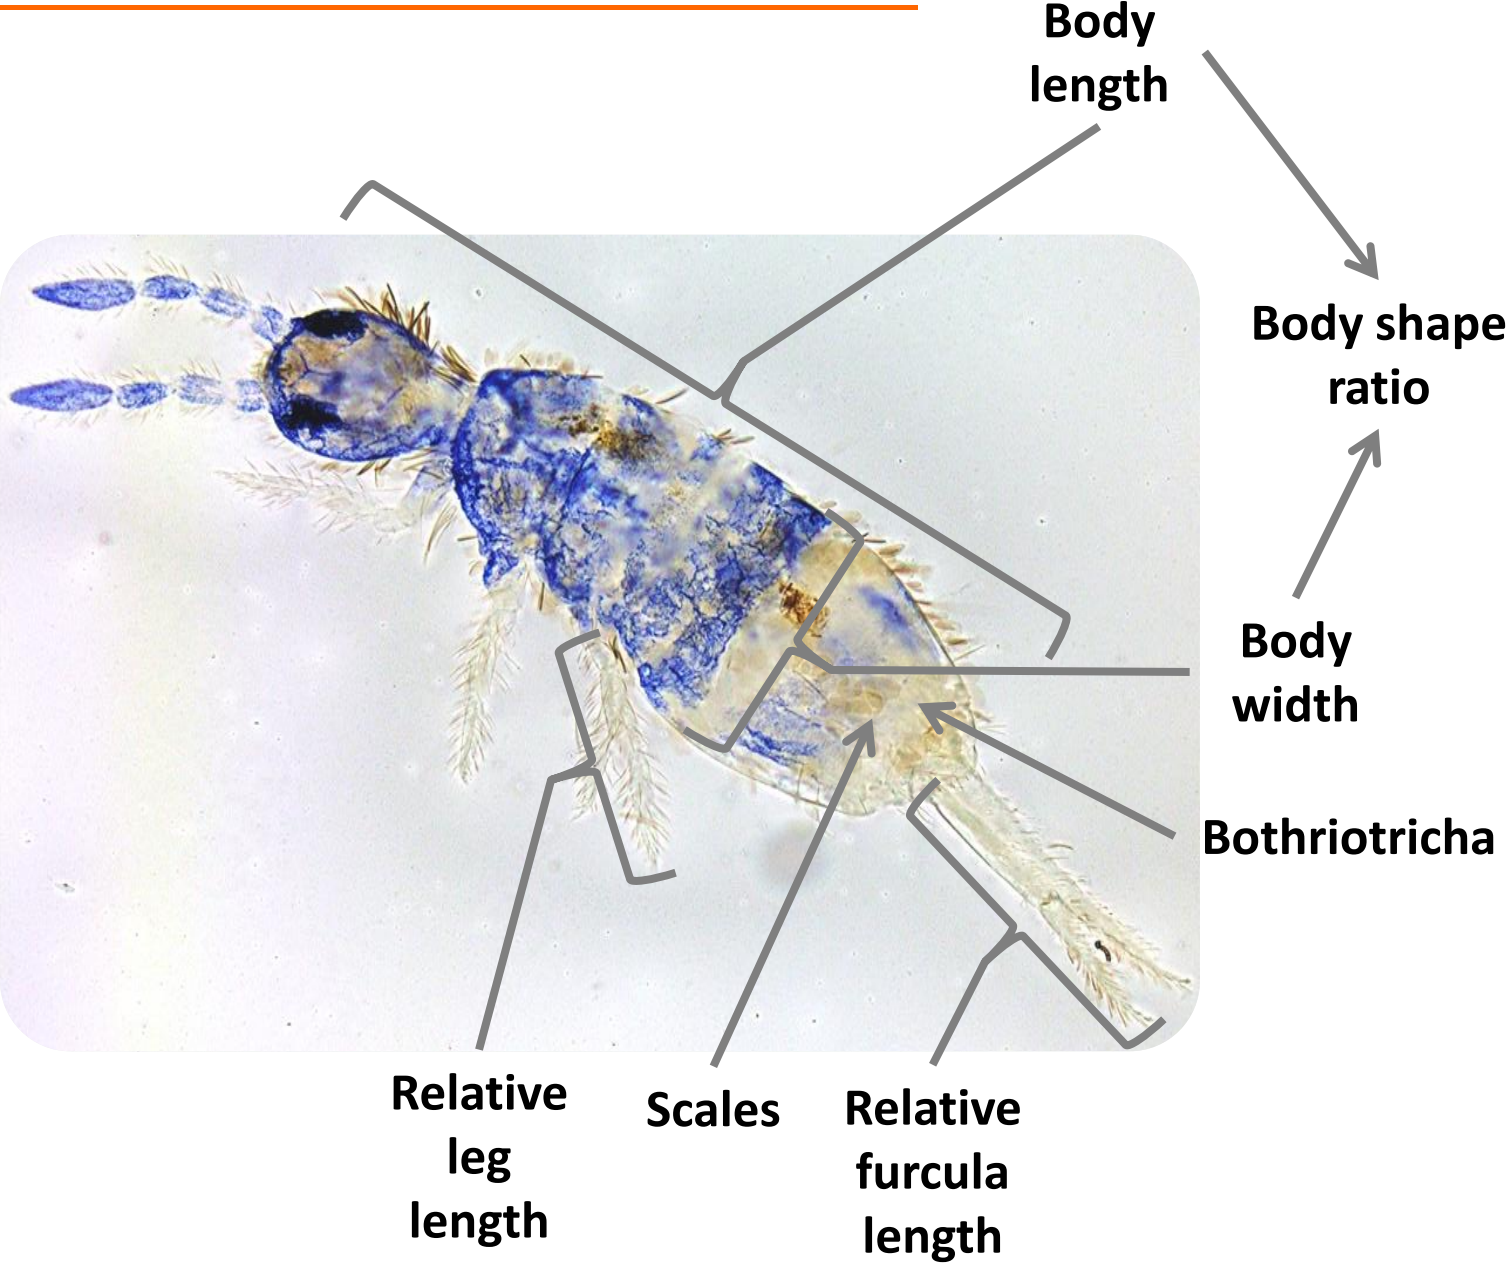 Body
length
Body shape
ratio
Body
width
Bothriotricha
Relative
leg
length
Scales
Relative
furcula
length